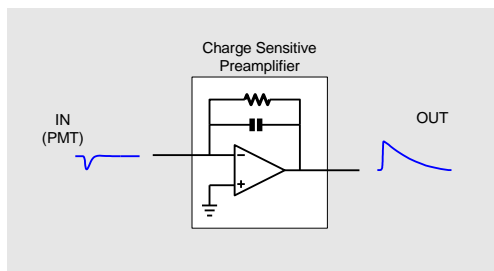 Charge Sensitive
Preamplifier
IN
(PMT)
OUT
−
+